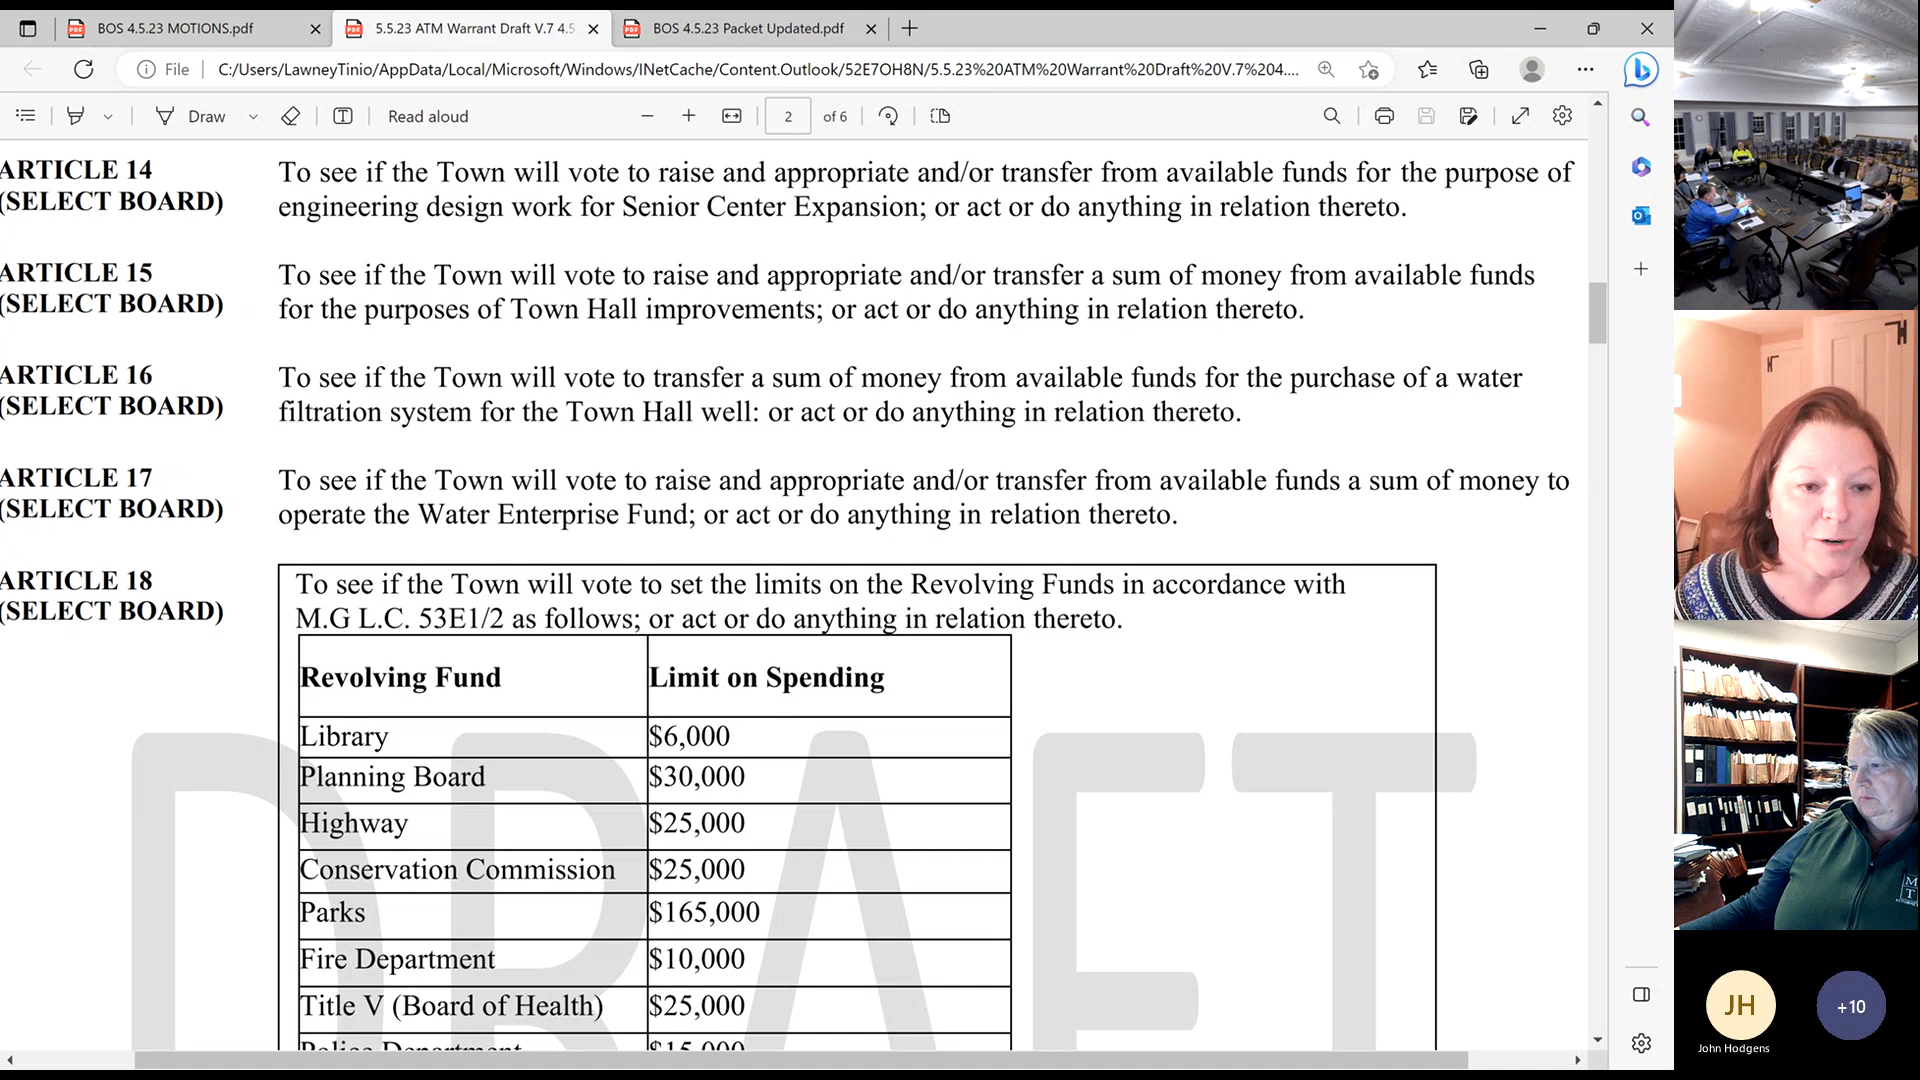 BOS 4.5.23 MOTIONS.pdf
5.5.23 ATM Warrant Draft V.7 4.5
BOS 4.5.23 Packet Updated.pdf
File
C:/Users/LawneyTinio/AppData/Local/Microsoft/Windows/INetCache/Content.Outlook/52E7OH8N/5.5.23%20ATM%20Warrant%20Draft%20V.7%204....
Draw
Read aloud
2
of 6
ARTICLE 14
(SELECT BOARD)
To see if the Town will vote to raise and appropriate and/or transfer from available funds for the purpose of
engineering design work for Senior Center Expansion; or act or do anything in relation thereto.
ARTICLE 15
(SELECT BOARD)
To see if the Town will vote to raise and appropriate and/or transfer a sum of money from available funds
for the purposes of Town Hall improvements; or act or do anything in relation thereto.
ARTICLE 16
(SELECT BOARD)
To see if the Town will vote to transfer a sum of money from available funds for the purchase of a water
filtration system for the Town Hall well: or act or do anything in relation thereto.
ARTICLE 17
(SELECT BOARD)
To see if the Town will vote to raise and appropriate and/or transfer from available funds a sum of money to
operate the Water Enterprise Fund; or act or do anything in relation thereto.
ARTICLE 18
(SELECT BOARD)
To see if the Town will vote to set the limits on the Revolving Funds in accordance with
M.G L.C. 53E1/2 as follows; or act or do anything in relation thereto.
Revolving Fund Limit on Spending
Library $6,000
Planning Board $30,000
Highway $25,000
Conservation Commission $25,000
Parks $165,000
Fire Department $10,000
Title V (Board of Health) $25,000
Police Department $15,000
DRAFT
JH
+10
John Hodgens